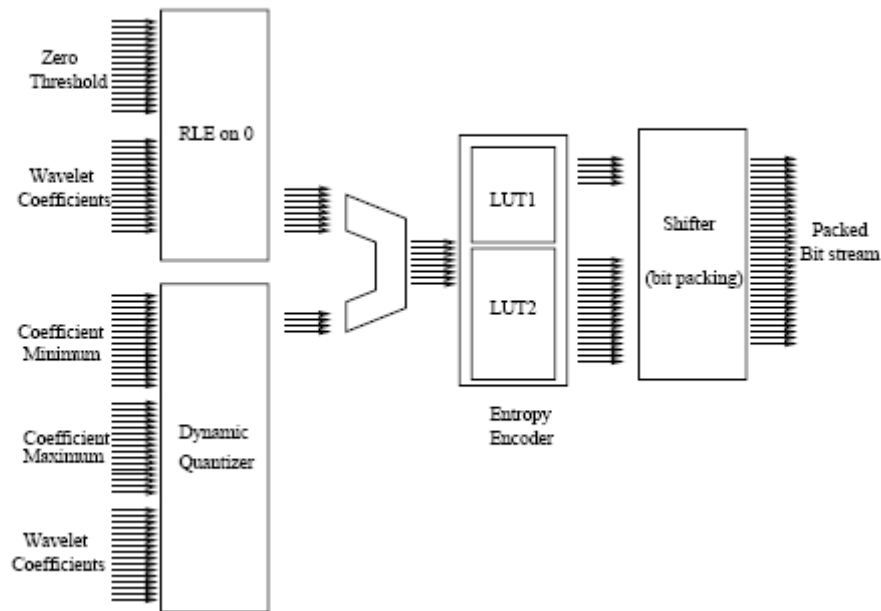 Zero
Threshold
RLE on 0
Wavelet
Coefficients
LUT1
Shifter
(bit packing)
Packed
Bit stream
LUT2
Coefficient
Minimum
Entropy
Encoder
Dynamic
Quantizer
Coefficient
Maximum
Wavelet
Coefficients